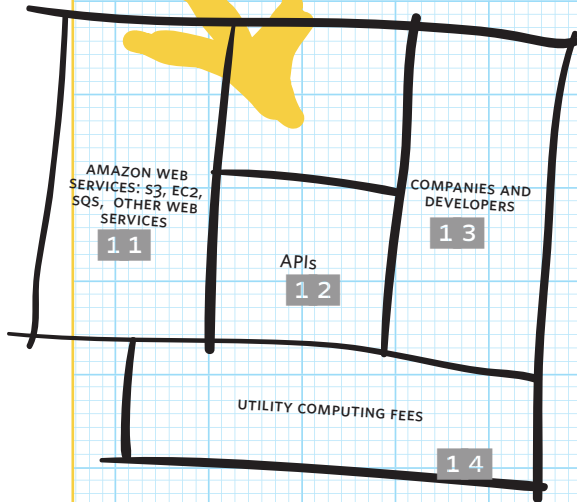 AMAZON WEB
SERVICES: S3, EC2,
SQS, OTHER WEB
SERVICES
11
APIs
12
COMPANIES AND
DEVELOPERS
13
UTILITY COMPUTING FEES
14